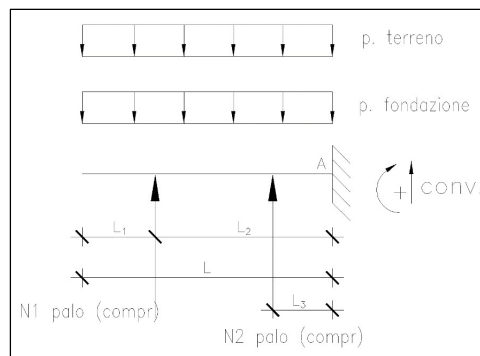 p. terreno
p. fondazione
A
+ conv.
L1 L2
L
L3
N1 palo (compr)
N2 palo (compr)